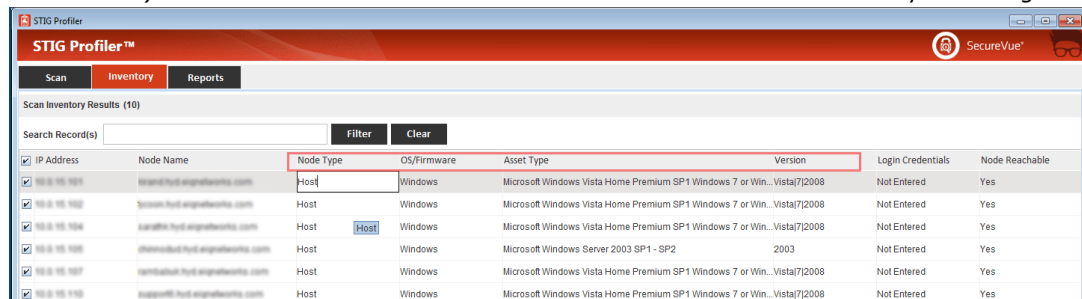 STIG Profiler
STIG Profiler™
SecureVue®
Scan Inventory Reports
Scan Inventory Results (10)
Search Record(s) Filter Clear
IP Address Node Name Node Type OS/Firmware Asset Type Version Login Credentials Node Reachable
Host Windows Microsoft Windows Vista Home Premium SP1 Windows 7 or Win... Vista|7|2008 Not Entered Yes
Host Windows Microsoft Windows Vista Home Premium SP1 Windows 7 or Win... Vista|7|2008 Not Entered Yes
Host Host Windows Microsoft Windows Vista Home Premium SP1 Windows 7 or Win... Vista|7|2008 Not Entered Yes
Host Windows Microsoft Windows Server 2003 SP1 - SP2 2003 Not Entered Yes
Host Windows Microsoft Windows Vista Home Premium SP1 Windows 7 or Win... Vista|7|2008 Not Entered Yes
Host Windows Microsoft Windows Vista Home Premium SP1 Windows 7 or Win... Vista|7|2008 Not Entered Yes